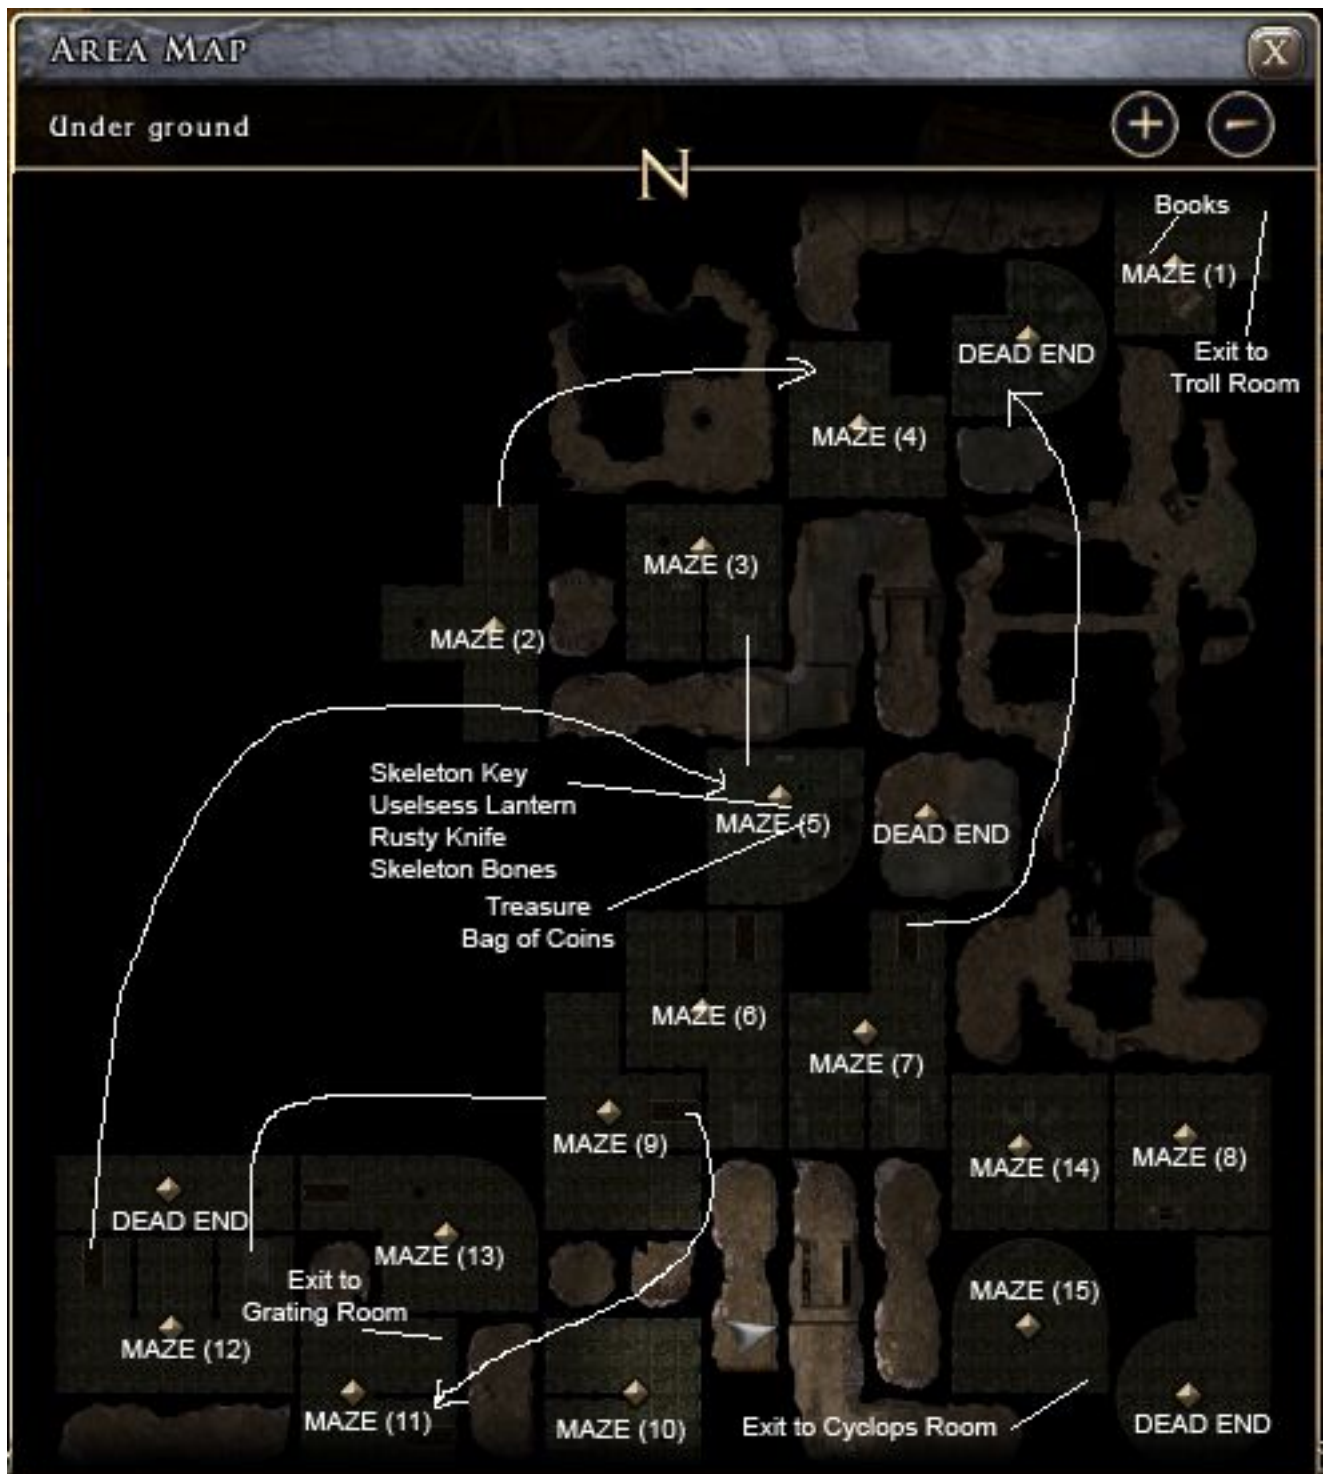 AREA MAP
X
Under ground
+
-
N
Books
MAZE (1)
Exit to
Troll Room
DEAD END
MAZE (4)
MAZE (3)
MAZE (2)
Skeleton Key
Uselsess Lantern
Rusty Knife
Skeleton Bones
MAZE (5)
DEAD END
Treasure
Bag of Coins
MAZE (6)
MAZE (7)
MAZE (9)
MAZE (14)
MAZE (8)
DEAD END
MAZE (13)
Exit to
Grating Room
MAZE (15)
MAZE (12)
MAZE (11)
MAZE (10)
Exit to Cyclops Room
DEAD END